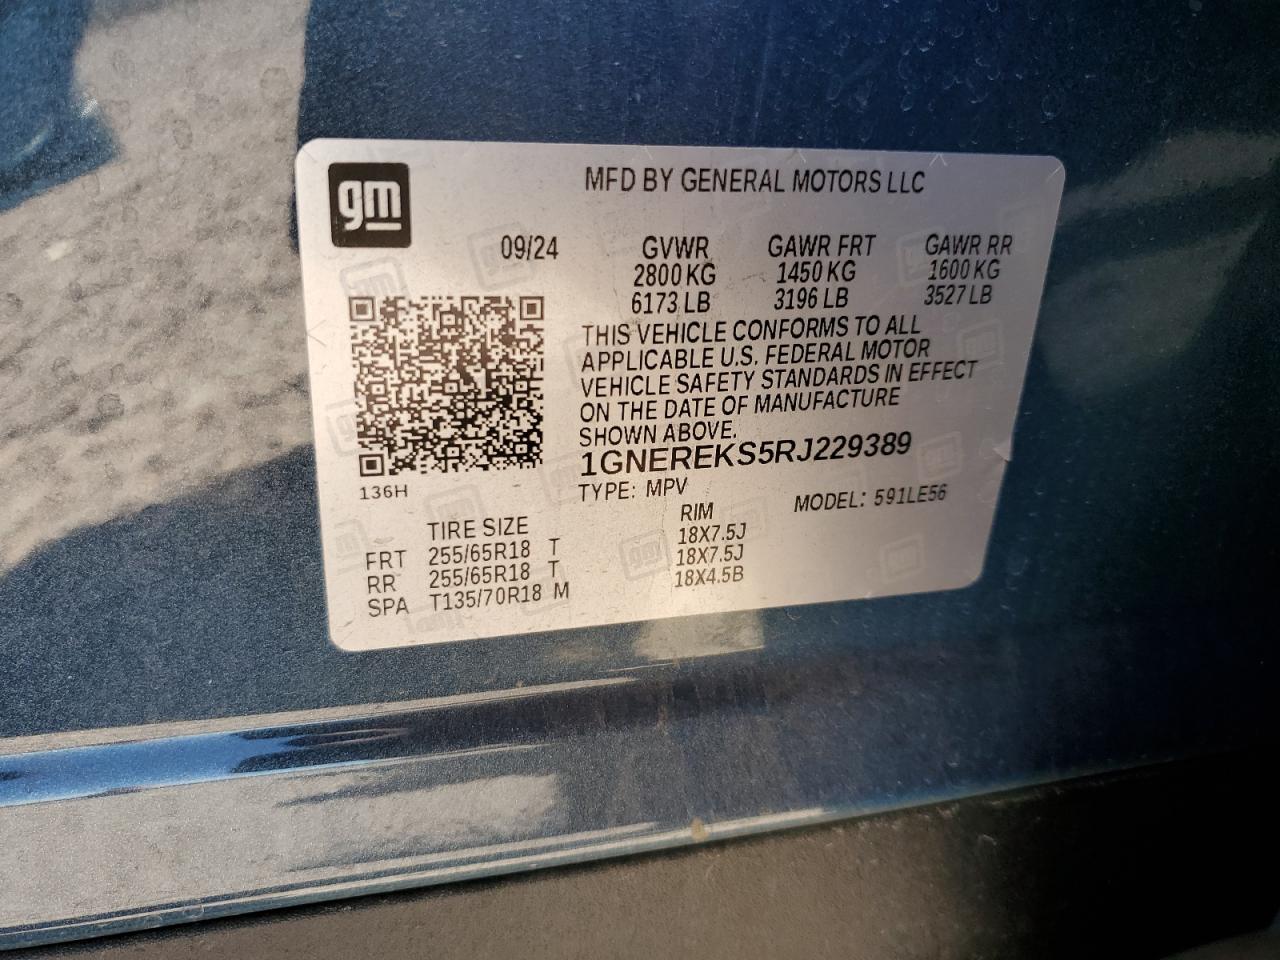 gm
MFD BY GENERAL MOTORS LLC
09/24 GVWR GAWR FRT GAWR RR
2800 KG 1450 KG 1600 KG
6173 LB 3196 LB 3527 LB
THIS VEHICLE CONFORMS TO ALL
APPLICABLE U.S. FEDERAL MOTOR
VEHICLE SAFETY STANDARDS IN EFFECT
ON THE DATE OF MANUFACTURE
SHOWN ABOVE.
1GNEREKS5RJ229389
136H
TYPE: MPV MODEL: 591LE56
TIRE SIZE RIM
FRT 255/65R18 T 18X7.5J
RR 255/65R18 T 18X7.5J
SPA T135/70R18 M 18X4.5B